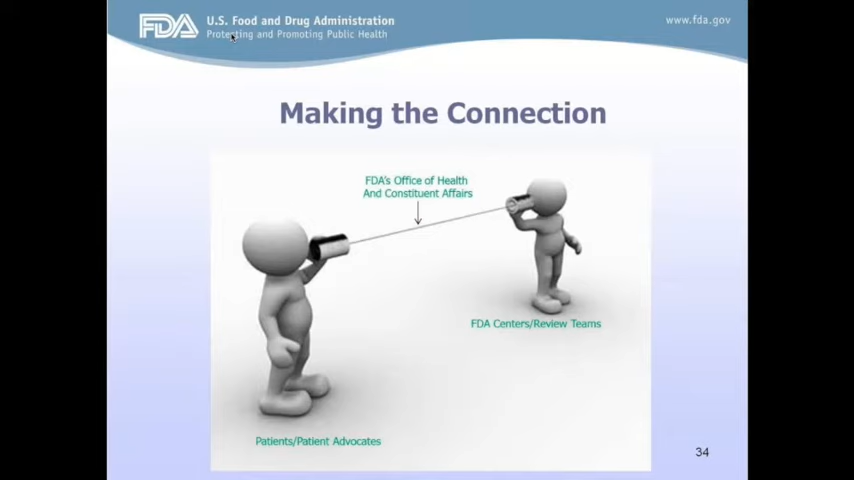 FDA
U.S. Food and Drug Administration
Protecting and Promoting Public Health
www.fda.gov
Making the Connection
FDA's Office of Health
And Constituent Affairs
FDA Centers/Review Teams
Patients/Patient Advocates
34